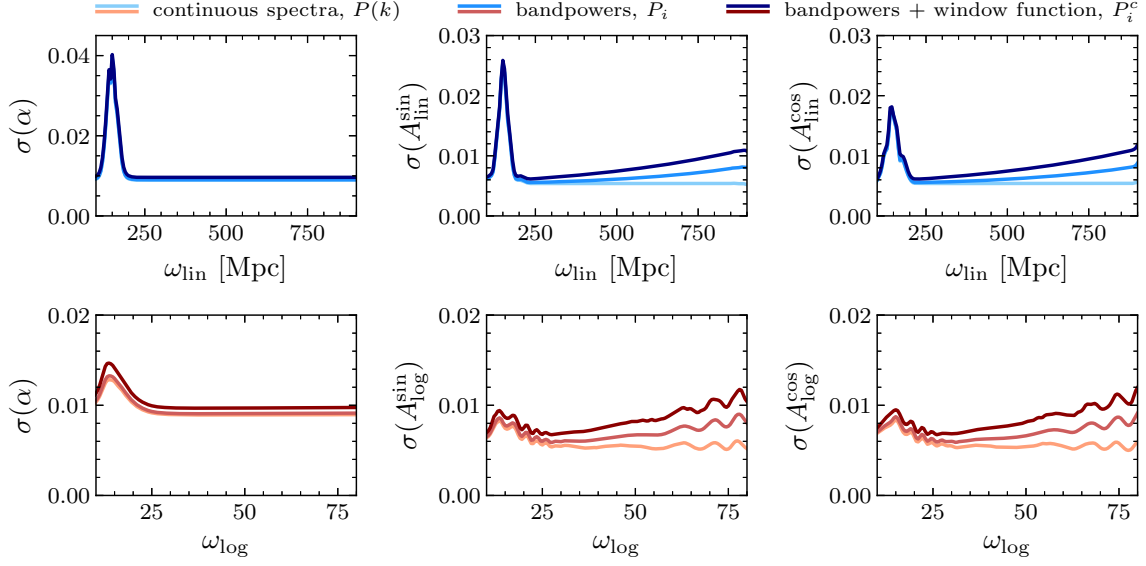 continuous spectra, P(k)
bandpowers, P_i
bandpowers + window function, P_i^c
σ(α)
0.04
0.02
0.00
250 500 750
ω_lin [Mpc]
σ(A_lin^sin)
0.03
0.02
0.01
0.00
250 500 750
ω_lin [Mpc]
σ(A_lin^cos)
0.03
0.02
0.01
0.00
250 500 750
ω_lin [Mpc]
σ(α)
0.02
0.01
0.00
25 50 75
ω_log
σ(A_log^sin)
0.02
0.01
0.00
25 50 75
ω_log
σ(A_log^cos)
0.02
0.01
0.00
25 50 75
ω_log